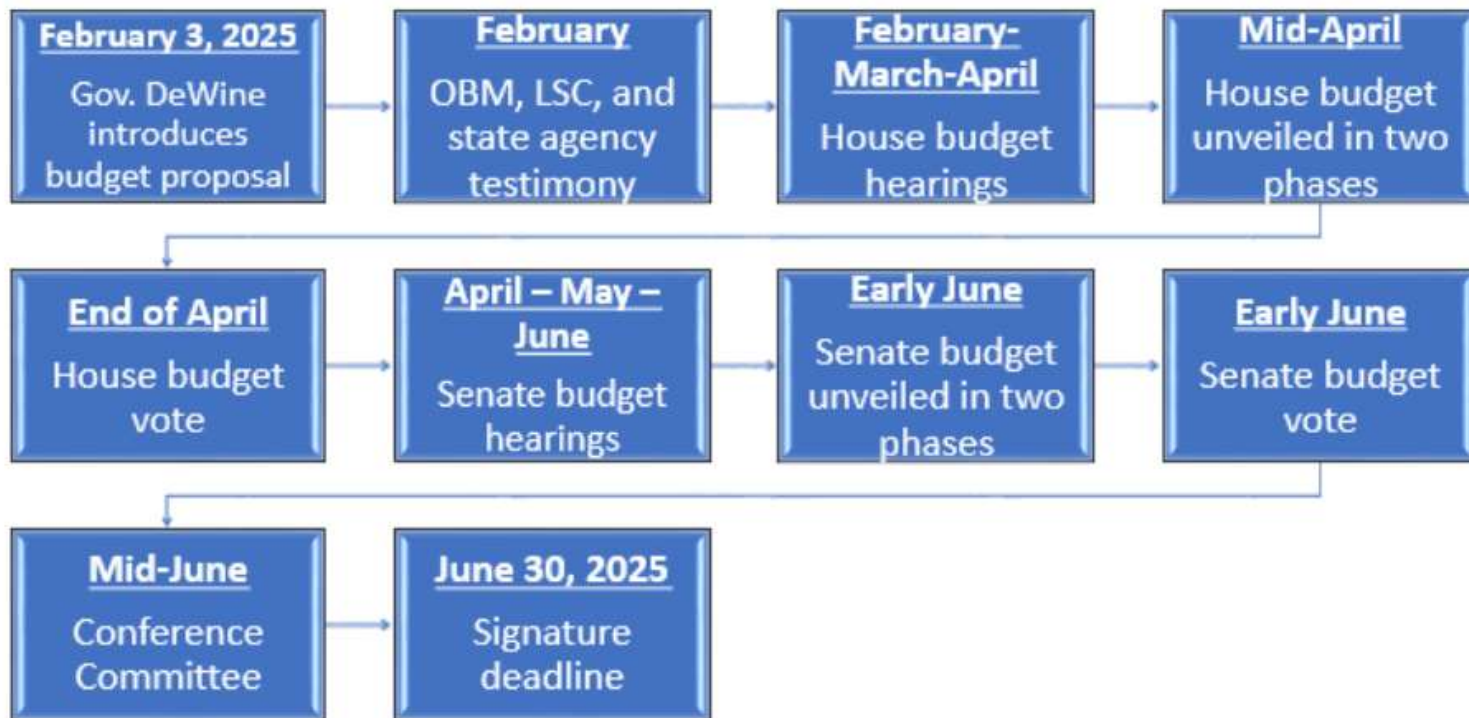 February 3, 2025
Gov. DeWine
introduces
budget proposal
February
OBM, LSC, and
state agency
testimony
February-
March-April
House budget
hearings
Mid-April
House budget
unveiled in two
phases
End of April
House budget
vote
April – May –
June
Senate budget
hearings
Early June
Senate budget
unveiled in two
phases
Early June
Senate budget
vote
Mid-June
Conference
Committee
June 30, 2025
Signature
deadline